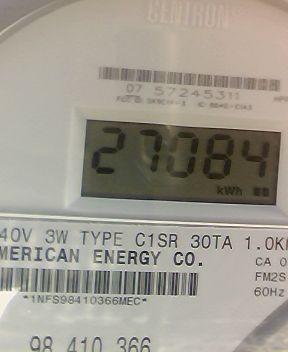 CENTRON
07 57245311
27084
kWh
40V 3W TYPE C1SR 30TA 1.0K
MERICAN ENERGY CO.
CA 0
FM2S
60Hz
*1NFS98410366MEC*
98 410 366